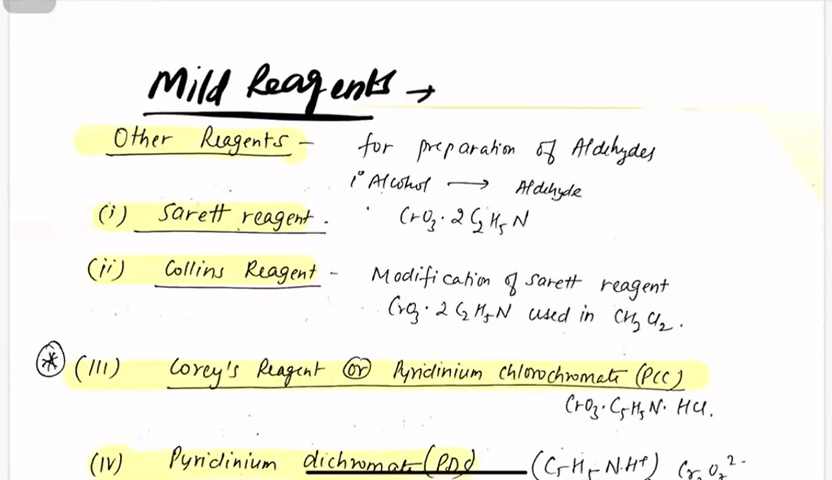 Mild Reagents →
Other Reagents – for preparation of Aldehydes
1° Alcohol → Aldehyde
(i) Sarett reagent. CrO3·2C2H5N
(ii) Collins Reagent – Modification of Sarett reagent
CrO3·2C2H5N used in CH2Cl2.
* (III) Corey's Reagent or Pyridinium chlorochromate (PCC)
CrO3·C5H5N·HCl.
(IV) Pyridinium dichromate (PDC) (C5H5N·H+) Cr2O7 2-